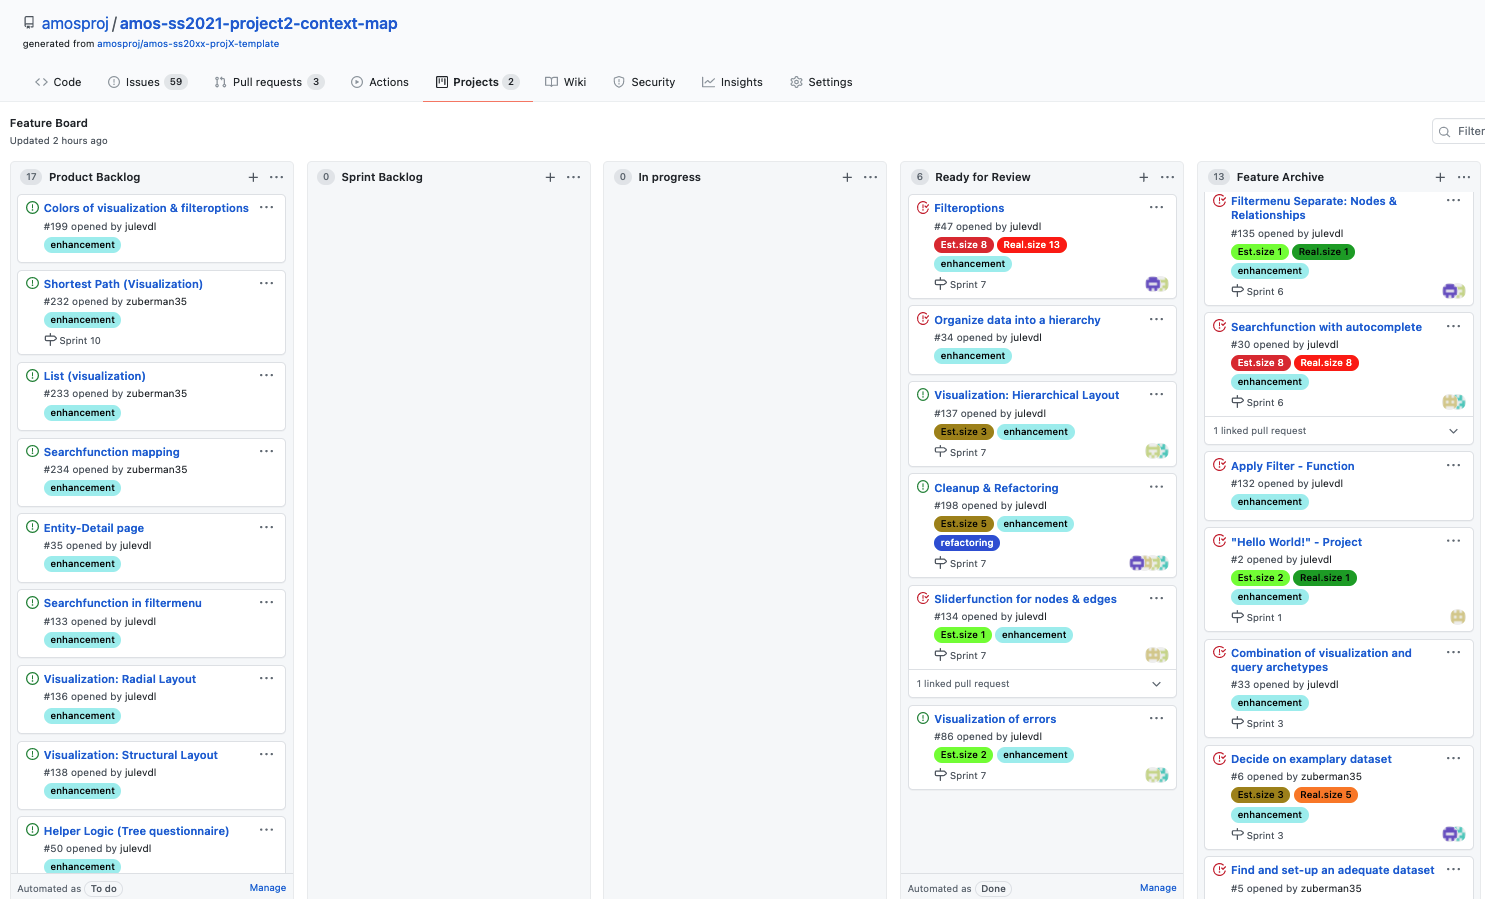 amosproj / amos-ss2021-project2-context-map
generated from amosproj/amos-ss20xx-projX-template
Code Issues 59 Pull requests 3 Actions Projects 2 Wiki Security Insights Settings
Feature Board
Updated 2 hours ago
Filter
17 Product Backlog
Colors of visualization & filteroptions
#199 opened by julevdl
enhancement
Shortest Path (Visualization)
#232 opened by zuberman35
enhancement
Sprint 10
List (visualization)
#233 opened by zuberman35
enhancement
Searchfunction mapping
#234 opened by zuberman35
enhancement
Entity-Detail page
#35 opened by julevdl
enhancement
Searchfunction in filtermenu
#133 opened by julevdl
enhancement
Visualization: Radial Layout
#136 opened by julevdl
enhancement
Visualization: Structural Layout
#138 opened by julevdl
enhancement
Helper Logic (Tree questionnaire)
#50 opened by julevdl
enhancement
Automated as To do Manage
0 Sprint Backlog
0 In progress
6 Ready for Review
Filteroptions
#47 opened by julevdl
Est.size 8 Real.size 13
enhancement
Sprint 7
Organize data into a hierarchy
#34 opened by julevdl
enhancement
Visualization: Hierarchical Layout
#137 opened by julevdl
Est.size 3 enhancement
Sprint 7
Cleanup & Refactoring
#198 opened by julevdl
Est.size 5 enhancement
refactoring
Sprint 7
Sliderfunction for nodes & edges
#134 opened by julevdl
Est.size 1 enhancement
Sprint 7
1 linked pull request
Visualization of errors
#86 opened by julevdl
Est.size 2 enhancement
Sprint 7
Automated as Done Manage
13 Feature Archive
Filtermenu Separate: Nodes &
Relationships
#135 opened by julevdl
Est.size 1 Real.size 1
enhancement
Sprint 6
Searchfunction with autocomplete
#30 opened by julevdl
Est.size 8 Real.size 8
enhancement
Sprint 6
1 linked pull request
Apply Filter - Function
#132 opened by julevdl
enhancement
"Hello World!" - Project
#2 opened by julevdl
Est.size 2 Real.size 1
enhancement
Sprint 1
Combination of visualization and
query archetypes
#33 opened by julevdl
enhancement
Sprint 3
Decide on examplary dataset
#6 opened by zuberman35
Est.size 3 Real.size 5
enhancement
Sprint 3
Find and set-up an adequate dataset
#5 opened by zuberman35